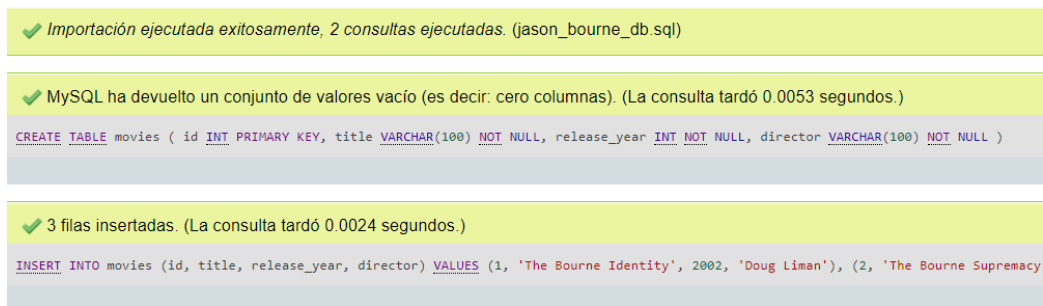 Importación ejecutada exitosamente, 2 consultas ejecutadas. (jason_bourne_db.sql)
MySQL ha devuelto un conjunto de valores vacío (es decir: cero columnas). (La consulta tardó 0.0053 segundos.)
CREATE TABLE movies ( id INT PRIMARY KEY, title VARCHAR(100) NOT NULL, release_year INT NOT NULL, director VARCHAR(100) NOT NULL )
3 filas insertadas. (La consulta tardó 0.0024 segundos.)
INSERT INTO movies (id, title, release_year, director) VALUES (1, 'The Bourne Identity', 2002, 'Doug Liman'), (2, 'The Bourne Supremacy